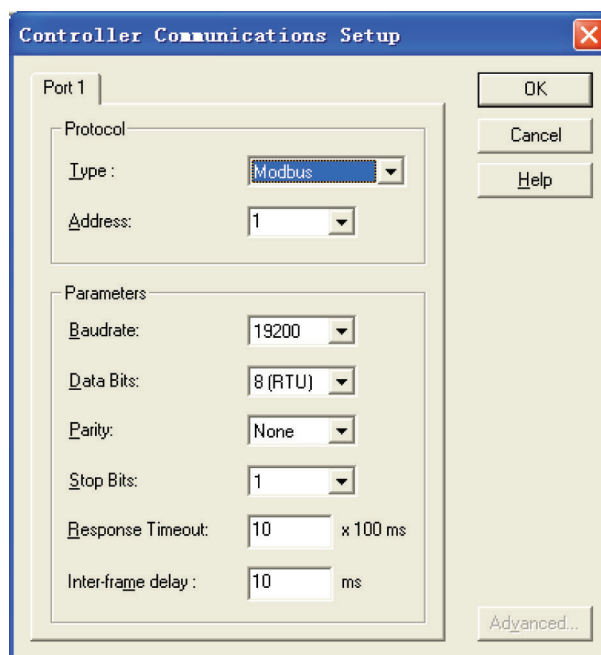 Controller Communications Setup
Port 1
OK
Cancel
Help
Protocol
Type : Modbus
Address: 1
Parameters
Baudrate: 19200
Data Bits: 8 (RTU)
Parity: None
Stop Bits: 1
Response Timeout: 10 x 100 ms
Inter-frame delay : 10 ms
Advanced...